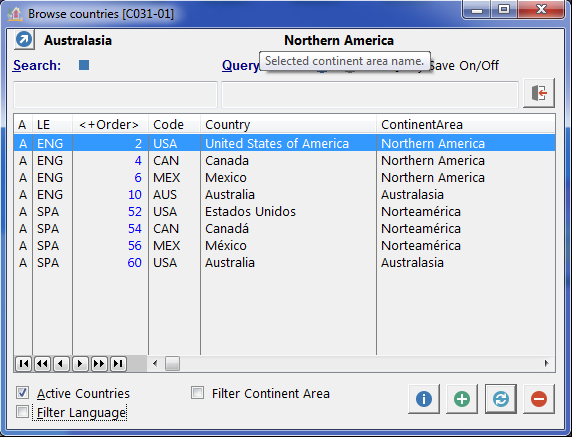 Browse countries [C031-01]
Australasia Northern America
Selected continent area name.
Search: Query Save On/Off
A LE <+Order> Code Country ContinentArea
A ENG 2 USA United States of America Northern America
A ENG 4 CAN Canada Northern America
A ENG 6 MEX Mexico Northern America
A ENG 10 AUS Australia Australasia
A SPA 52 USA Estados Unidos Norteamérica
A SPA 54 CAN Canadá Norteamérica
A SPA 56 MEX México Norteamérica
A SPA 60 USA Australia Australasia
Active Countries Filter Continent Area
Filter Language